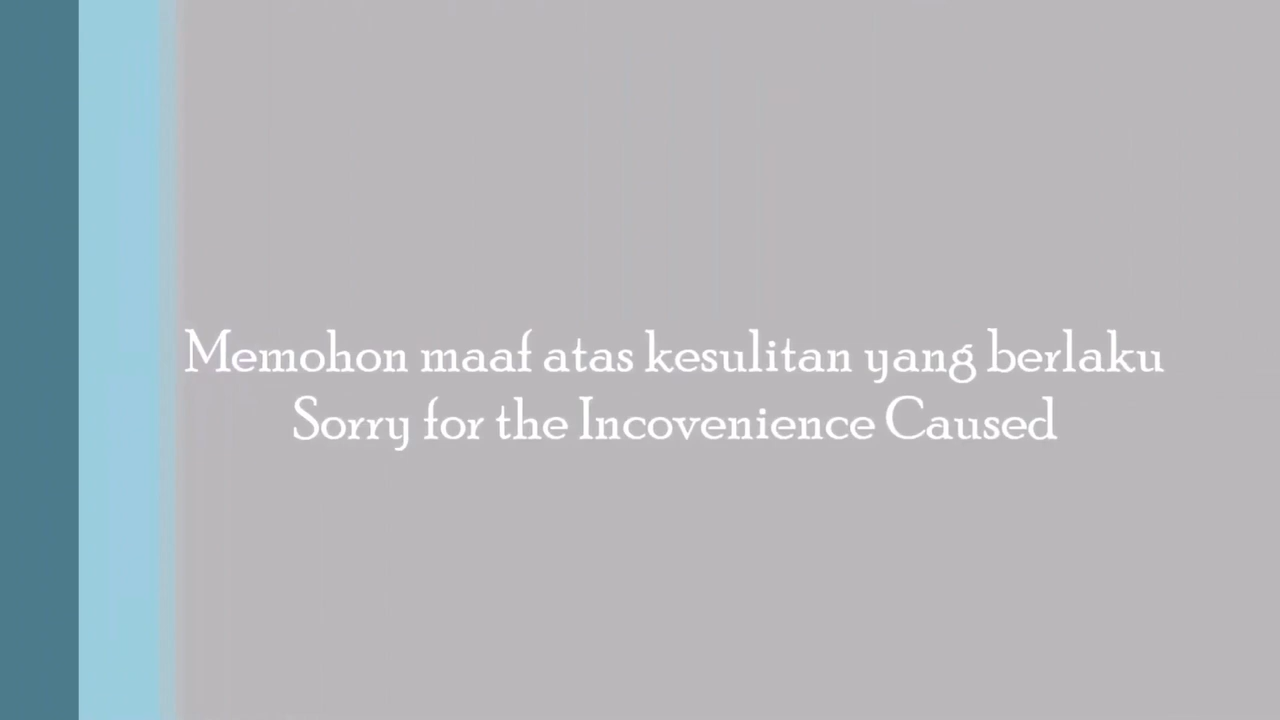 Memohon maaf atas kesulitan yang berlaku
Sorry for the Incovenience Caused